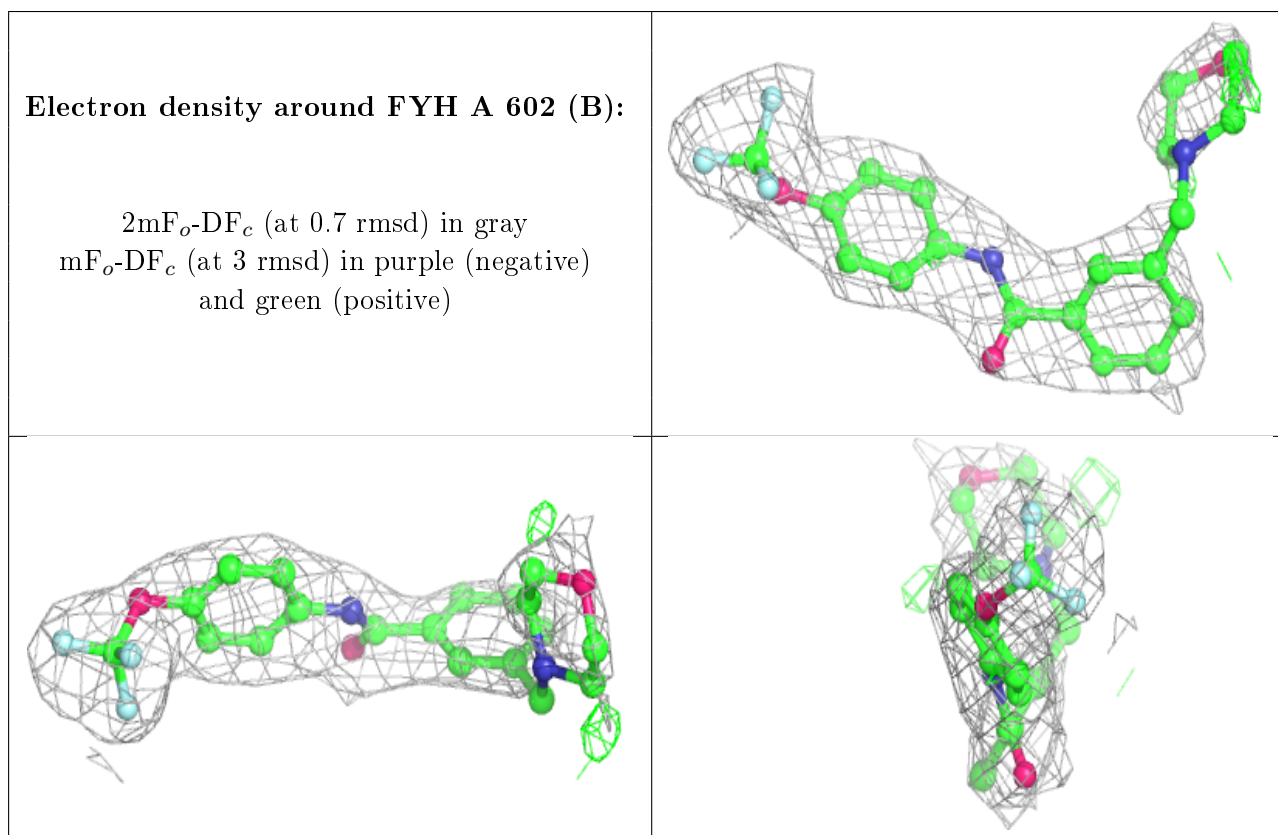 Electron density around FYH A 602 (B):
2mFₒ-DF𝒸 (at 0.7 rmsd) in gray
mFₒ-DF𝒸 (at 3 rmsd) in purple (negative)
and green (positive)